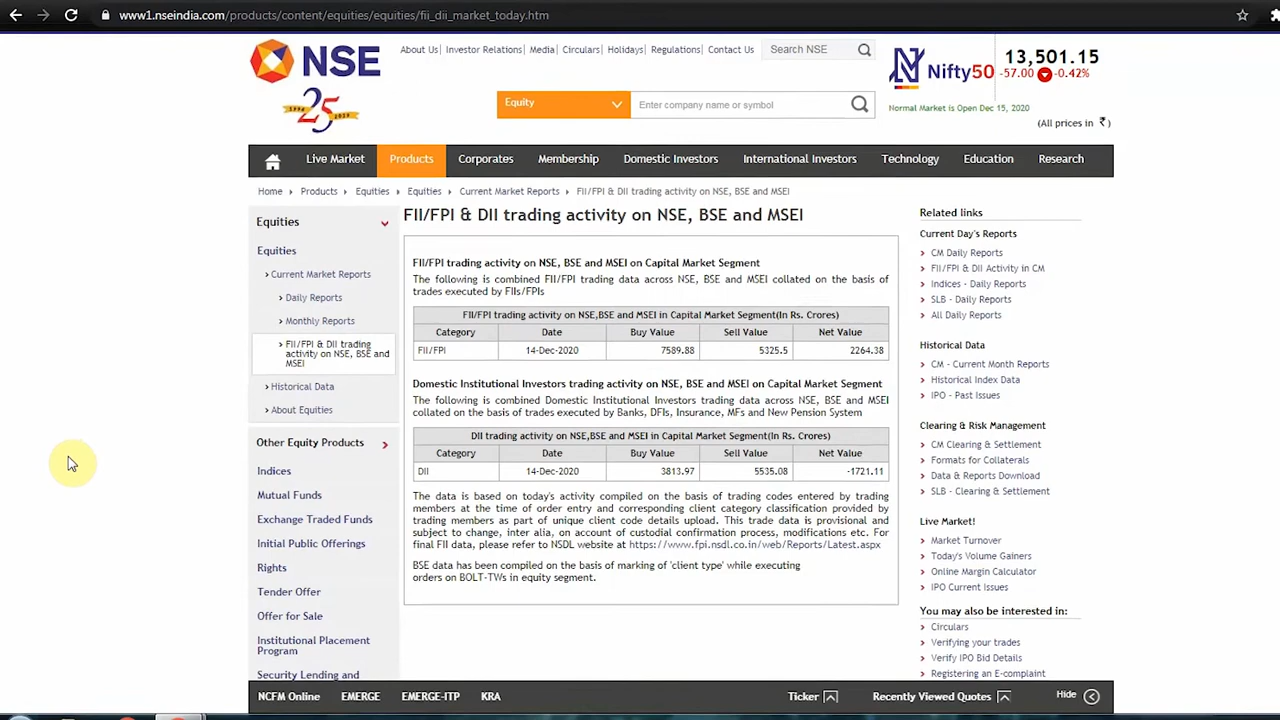 www1.nseindia.com/products/content/equities/equities/fii_dii_market_today.htm
NSE
25
About Us
Investor Relations
Media
Circulars
Holidays
Regulations
Contact Us
Search NSE
Nifty50
13,501.15
-57.00 -0.42%
Normal Market is Open Dec 15, 2020
(All prices in ₹)
Equity
Enter company name or symbol
Live Market
Products
Corporates
Membership
Domestic Investors
International Investors
Technology
Education
Research
Home
Products
Equities
Equities
Current Market Reports
FII/FPI & DII trading activity on NSE, BSE and MSEI
Equities
Equities
Current Market Reports
Daily Reports
Monthly Reports
FII/FPI & DII trading
activity on NSE, BSE and
MSEI
Historical Data
About Equities
Other Equity Products
Indices
Mutual Funds
Exchange Traded Funds
Initial Public Offerings
Rights
Tender Offer
Offer for Sale
Institutional Placement
Program
Security Lending and
FII/FPI & DII trading activity on NSE, BSE and MSEI
FII/FPI trading activity on NSE, BSE and MSEI on Capital Market Segment
The following is combined FII/FPI trading data across NSE, BSE and MSEI collated on the basis of
trades executed by FIIs/FPIs
FII/FPI trading activity on NSE,BSE and MSEI in Capital Market Segment(In Rs. Crores)
Category Date Buy Value Sell Value Net Value
FII/FPI 14-Dec-2020 7589.88 5325.5 2264.38
Domestic Institutional Investors trading activity on NSE, BSE and MSEI on Capital Market Segment
The following is combined Domestic Institutional Investors trading data across NSE, BSE and MSEI
collated on the basis of trades executed by Banks, DFIs, Insurance, MFs and New Pension System
DII trading activity on NSE,BSE and MSEI in Capital Market Segment(In Rs. Crores)
Category Date Buy Value Sell Value Net Value
DII 14-Dec-2020 3813.97 5535.08 -1721.11
The data is based on today's activity compiled on the basis of trading codes entered by trading
members at the time of order entry and corresponding client category classification provided by
trading members as part of unique client code details upload. This trade data is provisional and
subject to change, inter alia, on account of custodial confirmation process, modifications etc. For
final FII data, please refer to NSDL website at https://www.fpi.nsdl.co.in/web/Reports/Latest.aspx
BSE data has been compiled on the basis of marking of 'client type' while executing
orders on BOLT-TWs in equity segment.
Related links
Current Day's Reports
CM Daily Reports
FII/FPI & DII Activity in CM
Indices - Daily Reports
SLB - Daily Reports
All Daily Reports
Historical Data
CM - Current Month Reports
Historical Index Data
IPO - Past Issues
Clearing & Risk Management
CM Clearing & Settlement
Formats for Collaterals
Data & Reports Download
SLB - Clearing & Settlement
Live Market!
Market Turnover
Today's Volume Gainers
Online Margin Calculator
IPO Current Issues
You may also be interested in:
Circulars
Verifying your trades
Verify IPO Bid Details
Registering an E-complaint
NCFM Online
EMERGE
EMERGE-ITP
KRA
Ticker
Recently Viewed Quotes
Hide